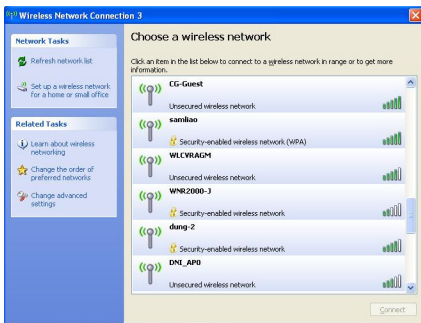 Wireless Network Connection 3
Network Tasks
Refresh network list
Set up a wireless network
for a home or small office
Related Tasks
Learn about wireless
networking
Change the order of
preferred networks
Change advanced
settings
Choose a wireless network
Click an item in the list below to connect to a wireless network in range or to get more
information.
CG-Guest
Unsecured wireless network
samliao
Security-enabled wireless network (WPA)
WLCVRAGM
Unsecured wireless network
WNR2000-J
Security-enabled wireless network
dung-2
Security-enabled wireless network
DNI_AP0
Unsecured wireless network
Connect